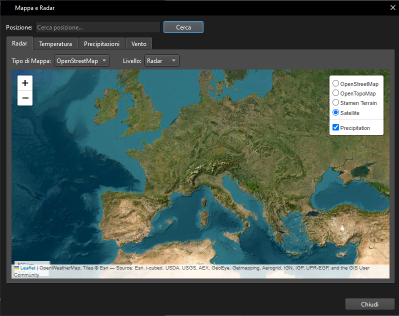 Mappa e Radar
Posizione: Cerca posizione... Cerca
Radar Temperatura Precipitazioni Vento
Tipo di Mappa: OpenStreetMap Livello: Radar
+
−
OpenStreetMap
OpenTopoMap
Stamen Terrain
Satellite
Precipitation
Leaflet | OpenWeatherMap, Tiles © Esri — Source: Esri, i-cubed, USDA, USGS, AEX, GeoEye, Getmapping, Aerogrid, IGN, IGP, UPR-EGP, and the GIS User
Community
Chiudi